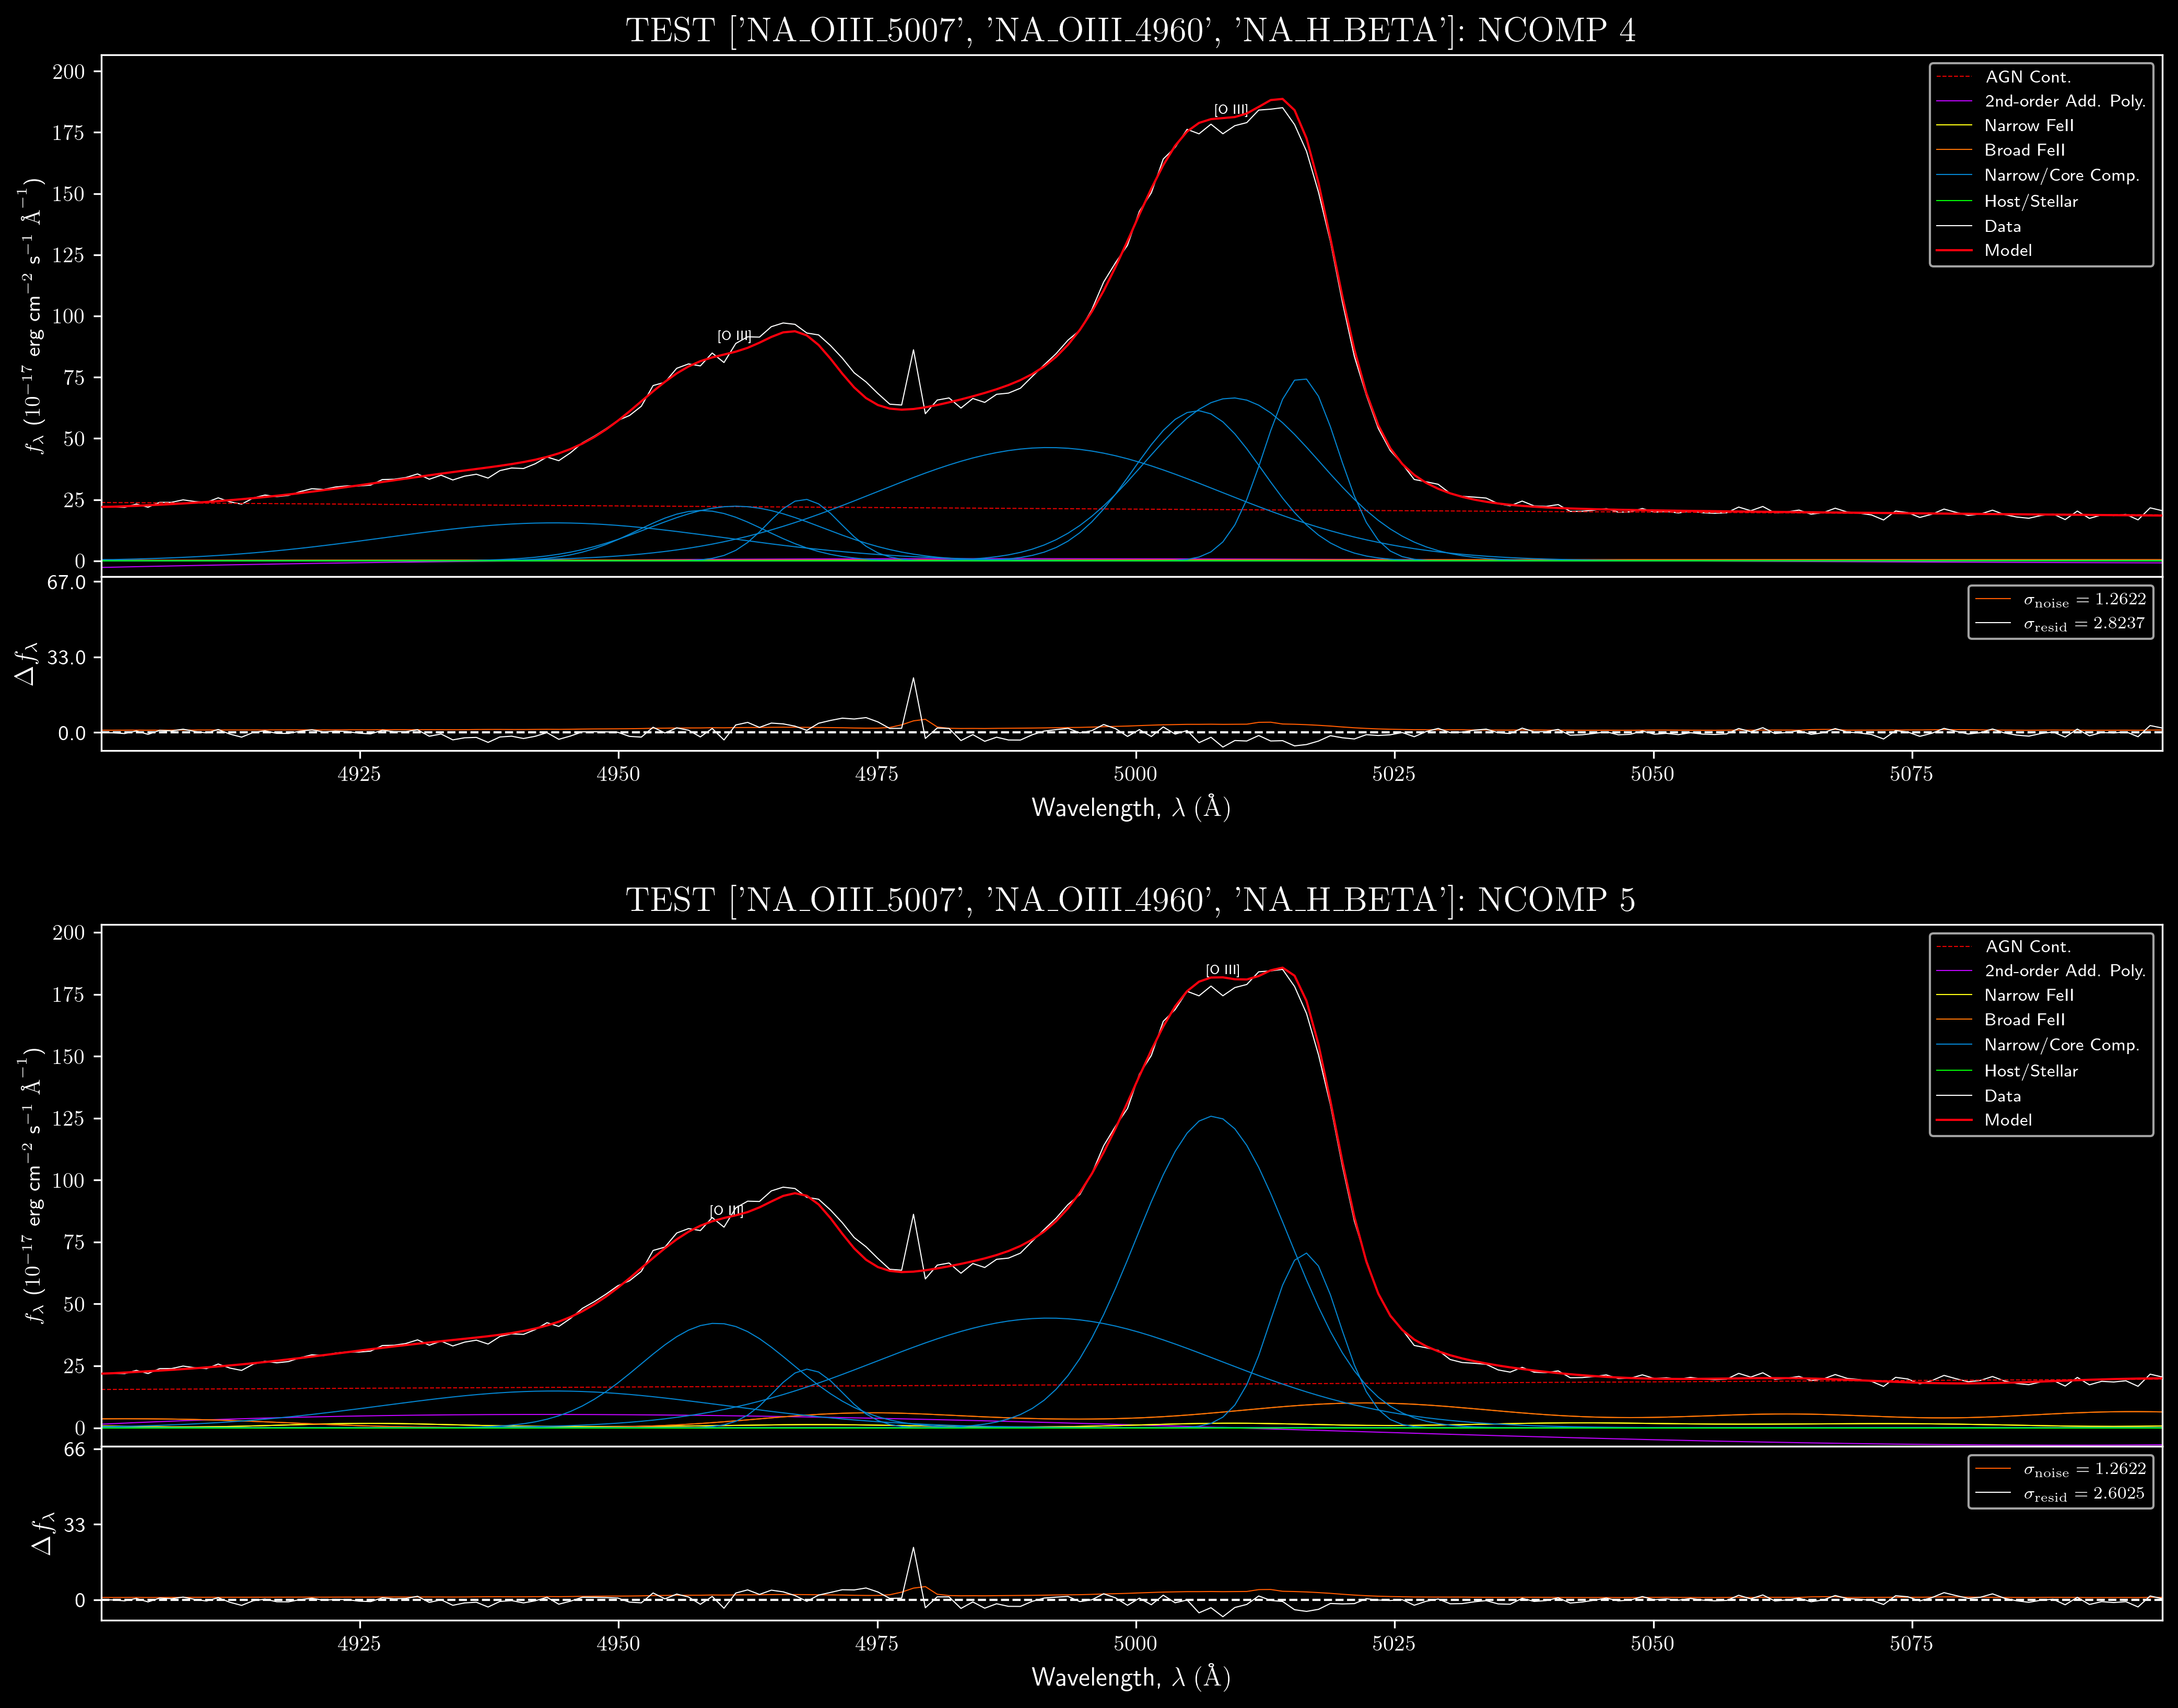 TEST ['NA_OIII_5007', 'NA_OIII_4960', 'NA_H_BETA']: NCOMP 4
200
175
150
125
100
75
50
25
0
fλ (10⁻¹⁷ erg cm⁻² s⁻¹ Å⁻¹)
[O III]
[O III]
AGN Cont.
2nd-order Add. Poly.
Narrow FeII
Broad FeII
Narrow/Core Comp.
Host/Stellar
Data
Model
67.0
33.0
0.0
Δfλ
σnoise = 1.2622
σresid = 2.8237
4925 4950 4975 5000 5025 5050 5075
Wavelength, λ (Å)
TEST ['NA_OIII_5007', 'NA_OIII_4960', 'NA_H_BETA']: NCOMP 5
200
175
150
125
100
75
50
25
0
fλ (10⁻¹⁷ erg cm⁻² s⁻¹ Å⁻¹)
[O III]
[O III]
AGN Cont.
2nd-order Add. Poly.
Narrow FeII
Broad FeII
Narrow/Core Comp.
Host/Stellar
Data
Model
66
33
0
Δfλ
σnoise = 1.2622
σresid = 2.6025
4925 4950 4975 5000 5025 5050 5075
Wavelength, λ (Å)